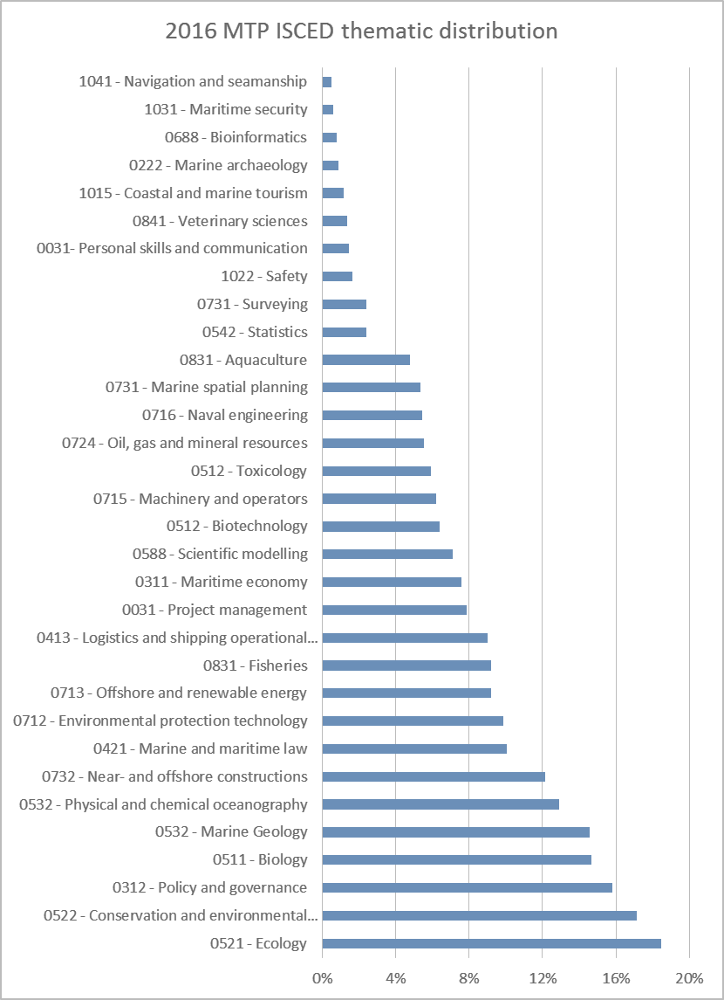 2016 MTP ISCED thematic distribution
1041 - Navigation and seamanship
1031 - Maritime security
0688 - Bioinformatics
0222 - Marine archaeology
1015 - Coastal and marine tourism
0841 - Veterinary sciences
0031- Personal skills and communication
1022 - Safety
0731 - Surveying
0542 - Statistics
0831 - Aquaculture
0731 - Marine spatial planning
0716 - Naval engineering
0724 - Oil, gas and mineral resources
0512 - Toxicology
0715 - Machinery and operators
0512 - Biotechnology
0588 - Scientific modelling
0311 - Maritime economy
0031 - Project management
0413 - Logistics and shipping operational…
0831 - Fisheries
0713 - Offshore and renewable energy
0712 - Environmental protection technology
0421 - Marine and maritime law
0732 - Near- and offshore constructions
0532 - Physical and chemical oceanography
0532 - Marine Geology
0511 - Biology
0312 - Policy and governance
0522 - Conservation and environmental…
0521 - Ecology
0% 4% 8% 12% 16% 20%